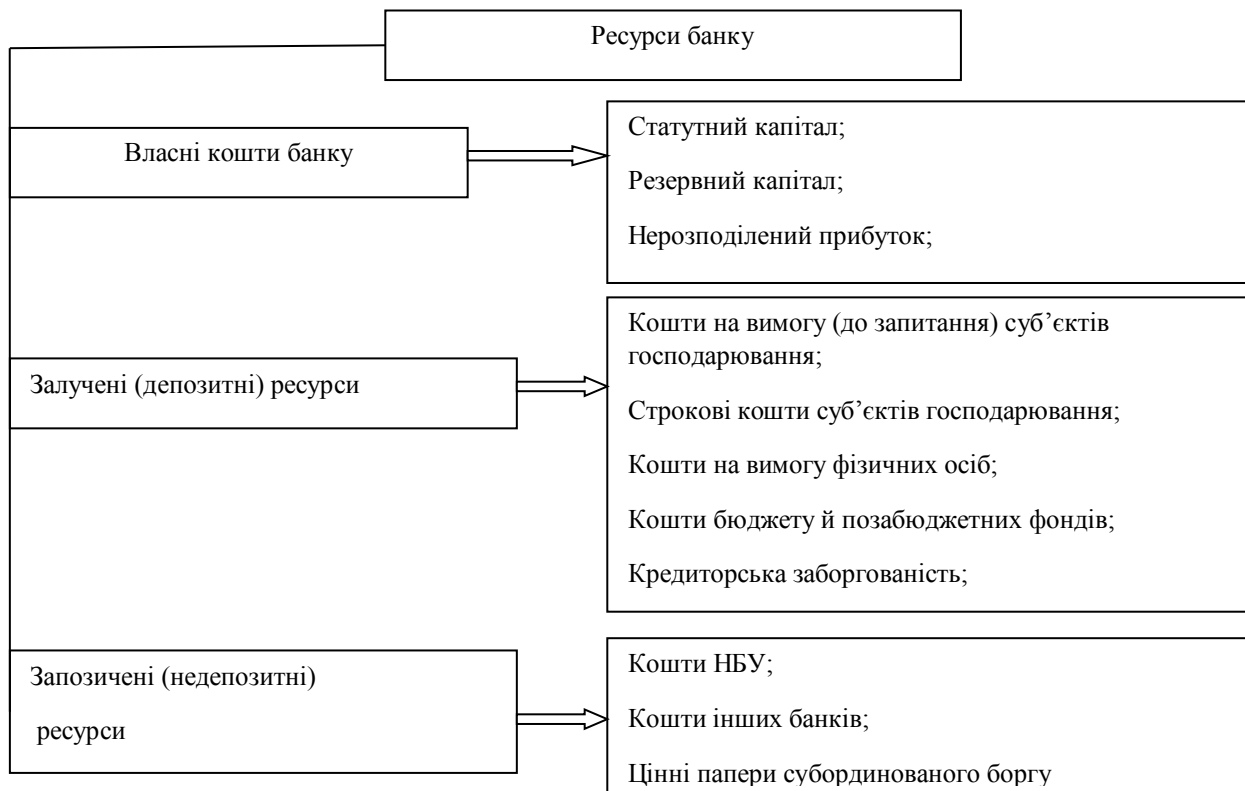 Ресурси банку
Власні кошти банку
Статутний капітал;
Резервний капітал;
Нерозподілений прибуток;
Залучені (депозитні) ресурси
Кошти на вимогу (до запитання) суб’єктів
господарювання;
Строкові кошти суб’єктів господарювання;
Кошти на вимогу фізичних осіб;
Кошти бюджету й позабюджетних фондів;
Кредиторська заборгованість;
Запозичені (недепозитні)
ресурси
Кошти НБУ;
Кошти інших банків;
Цінні папери субординованого боргу